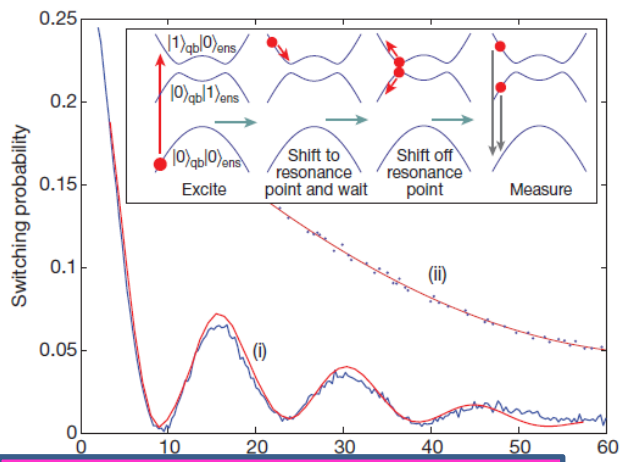 0.25
0.2
0.15
0.1
0.05
0
Switching probability
|1⟩qb|0⟩ens
|0⟩qb|1⟩ens
|0⟩qb|0⟩ens
Excite
Shift to
resonance
point and wait
Shift off
resonance
point
Measure
(ii)
(i)
0 10 20 30 40 50 60